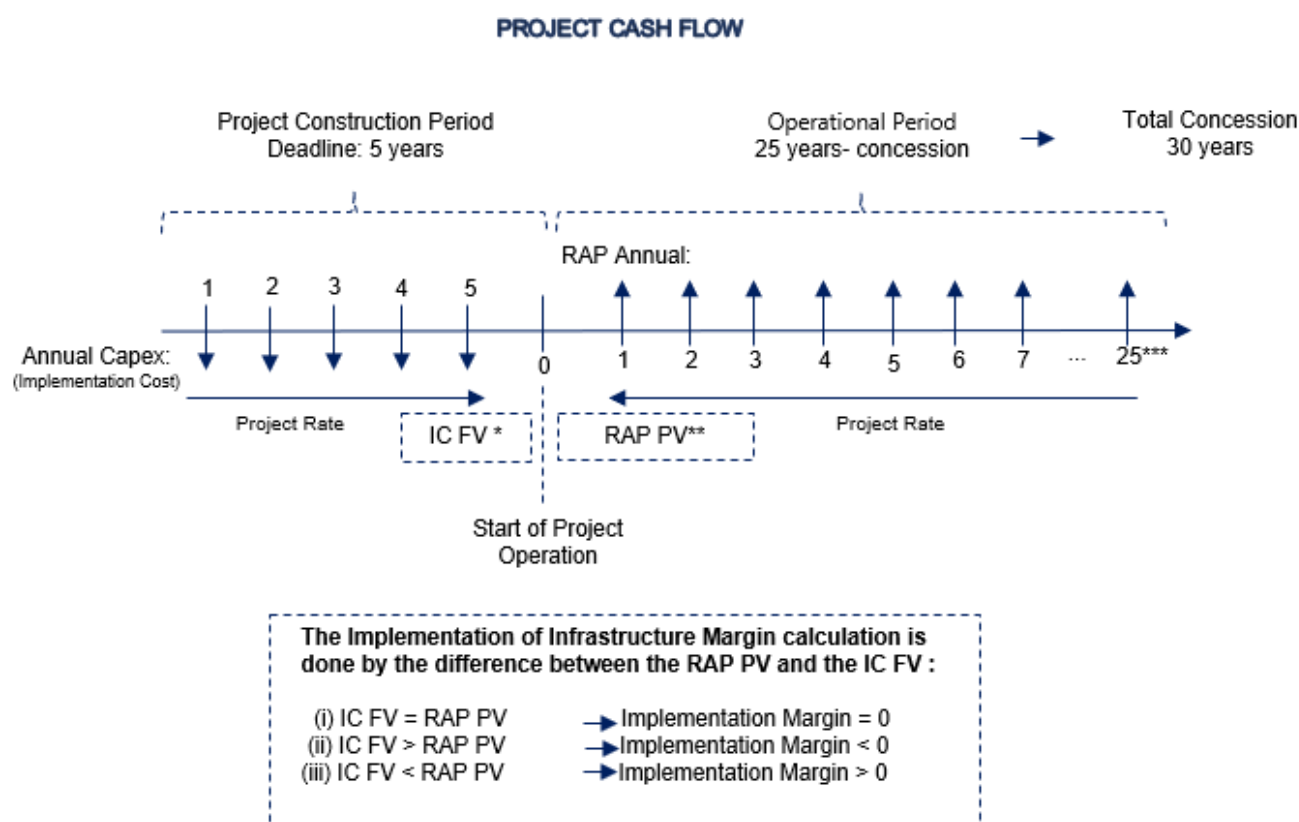 PROJECT CASH FLOW
Project Construction Period
Deadline: 5 years
Operational Period
25 years- concession
Total Concession
30 years
RAP Annual:
1 2 3 4 5
Annual Capex:
(Implementation Cost)
0 1 2 3 4 5 6 7 ... 25***
Project Rate
IC FV *
RAP PV**
Project Rate
Start of Project
Operation
The Implementation of Infrastructure Margin calculation is
done by the difference between the RAP PV and the IC FV :
(i) IC FV = RAP PV Implementation Margin = 0
(ii) IC FV > RAP PV Implementation Margin < 0
(iii) IC FV < RAP PV Implementation Margin > 0